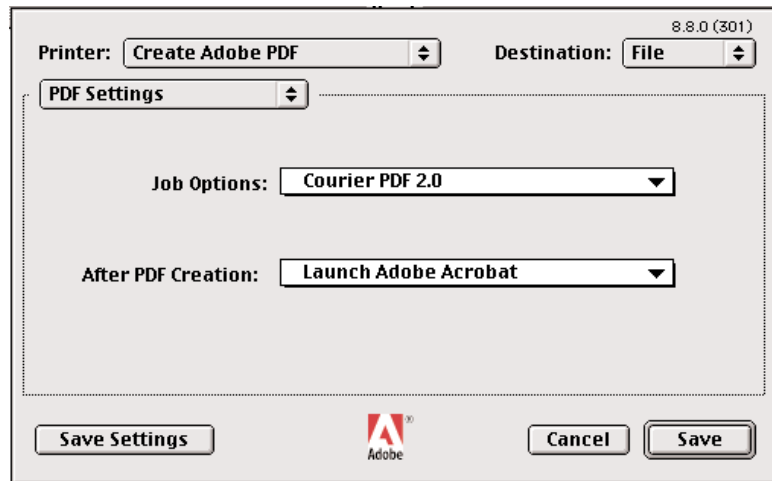 8.8.0 (301)
Printer: Create Adobe PDF Destination: File
PDF Settings
Job Options: Courier PDF 2.0
After PDF Creation: Launch Adobe Acrobat
Save Settings Adobe® Cancel Save